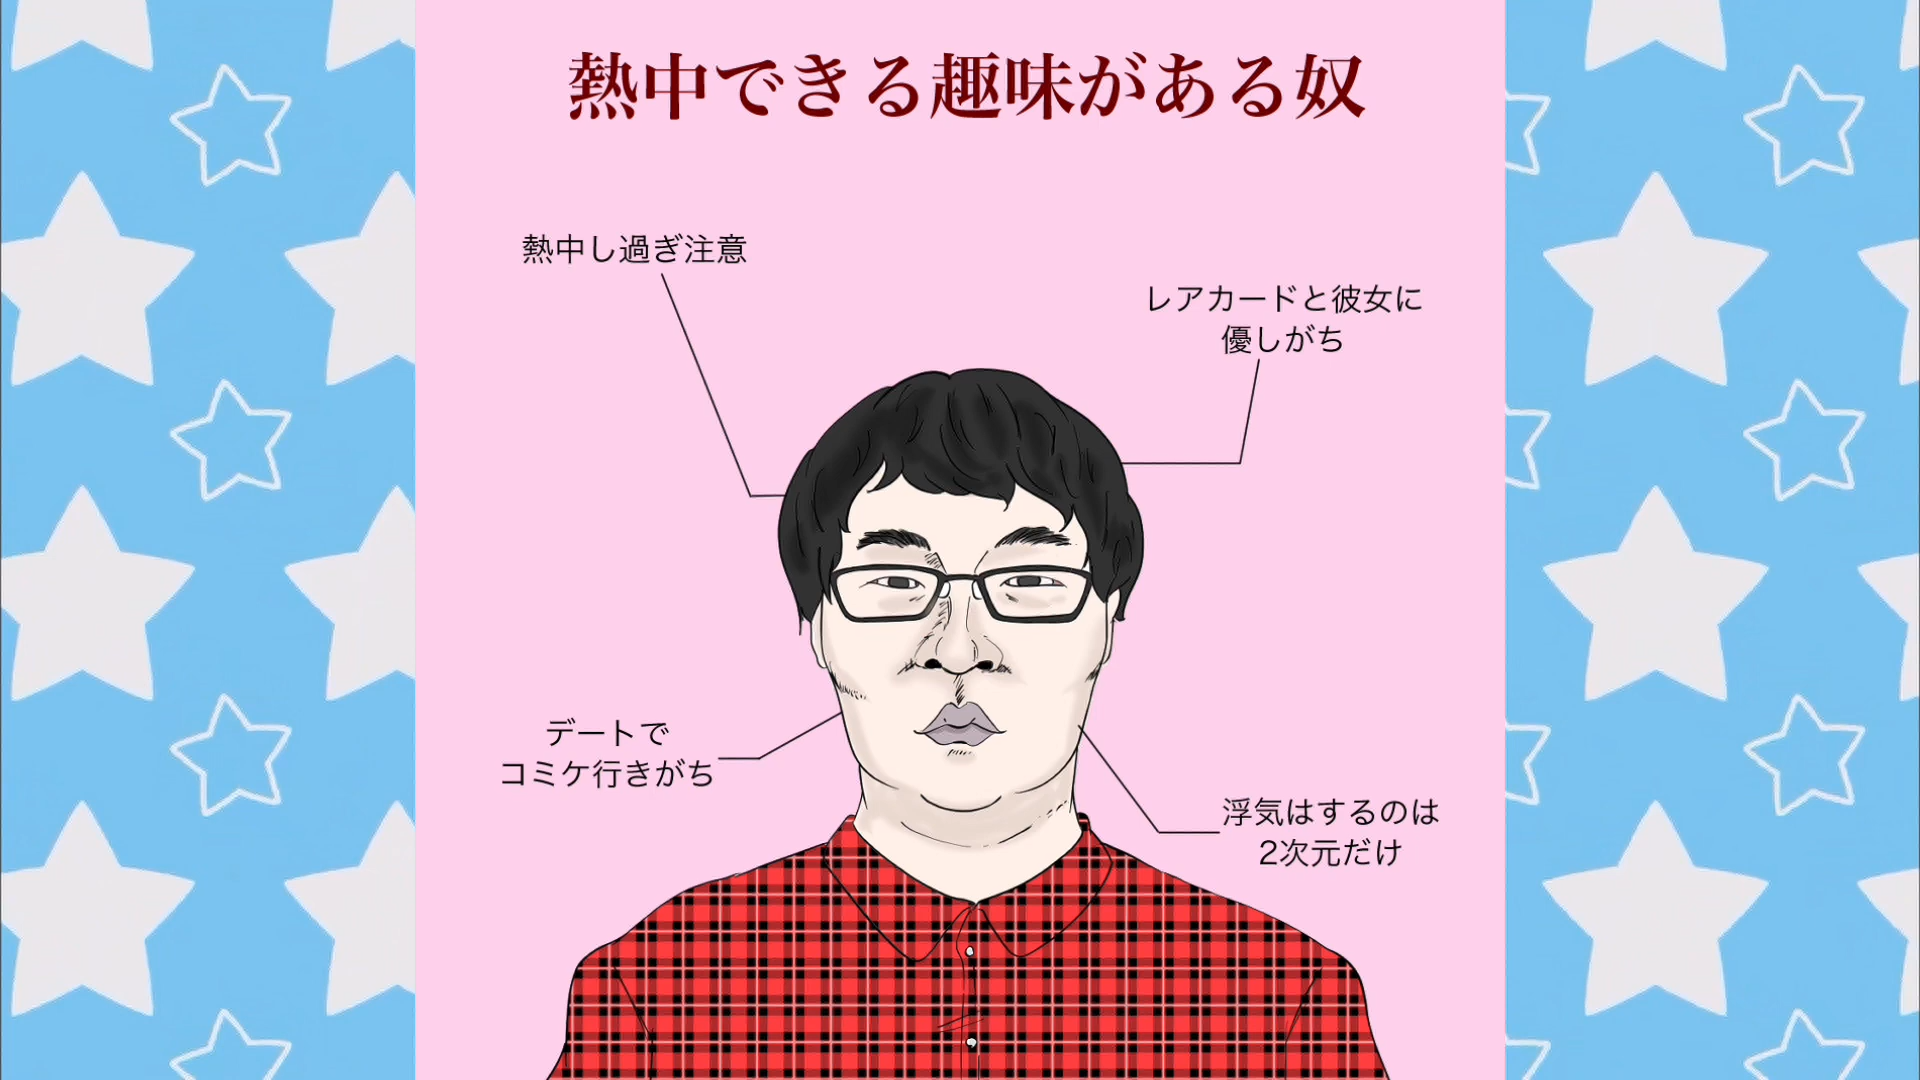 熱中できる趣味がある奴
熱中し過ぎ注意
レアカードと彼女に
優しがち
デートで
コミケ行きがち
浮気はするのは
2次元だけ